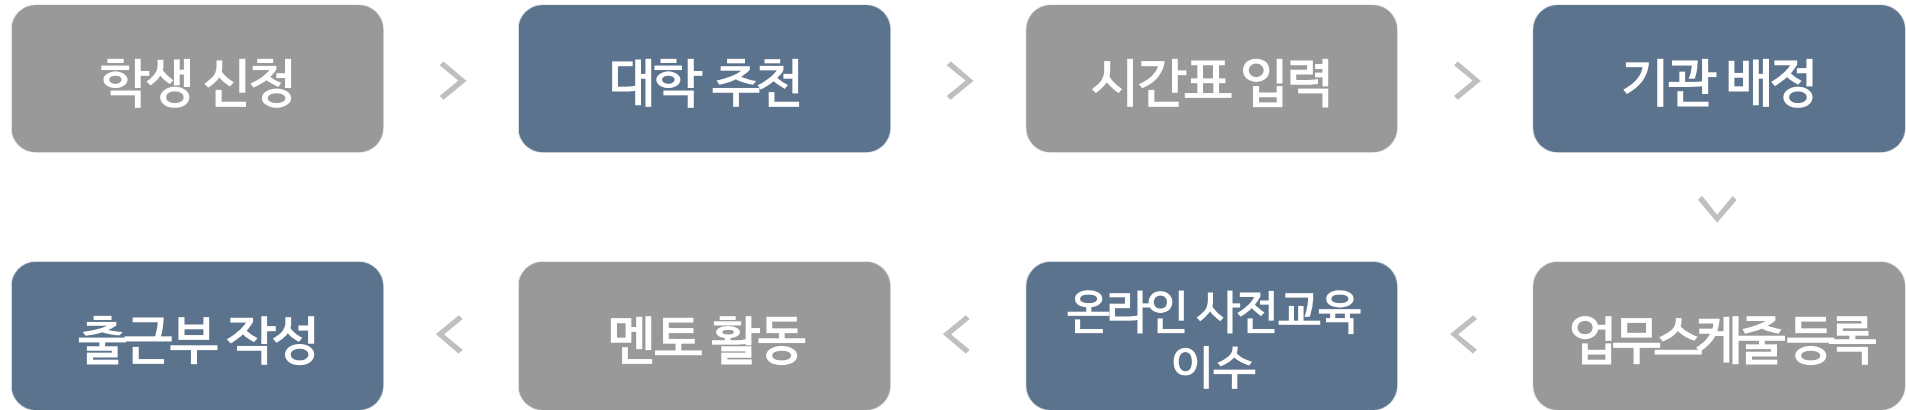 학생 신청
대학 추천
시간표 입력
기관 배정
업무스케줄 등록
온라인 사전교육
이수
멘토 활동
출근부 작성